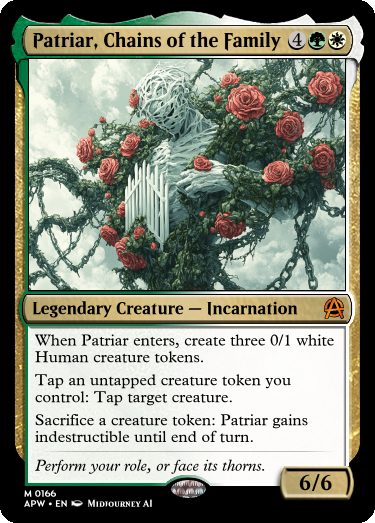 Patriar, Chains of the Family 4
Legendary Creature — Incarnation
When Patriar enters, create three 0/1 white
Human creature tokens.
Tap an untapped creature token you
control: Tap target creature.
Sacrifice a creature token: Patriar gains
indestructible until end of turn.
Perform your role, or face its thorns.
6/6
M 0166
APW • EN Midjourney AI